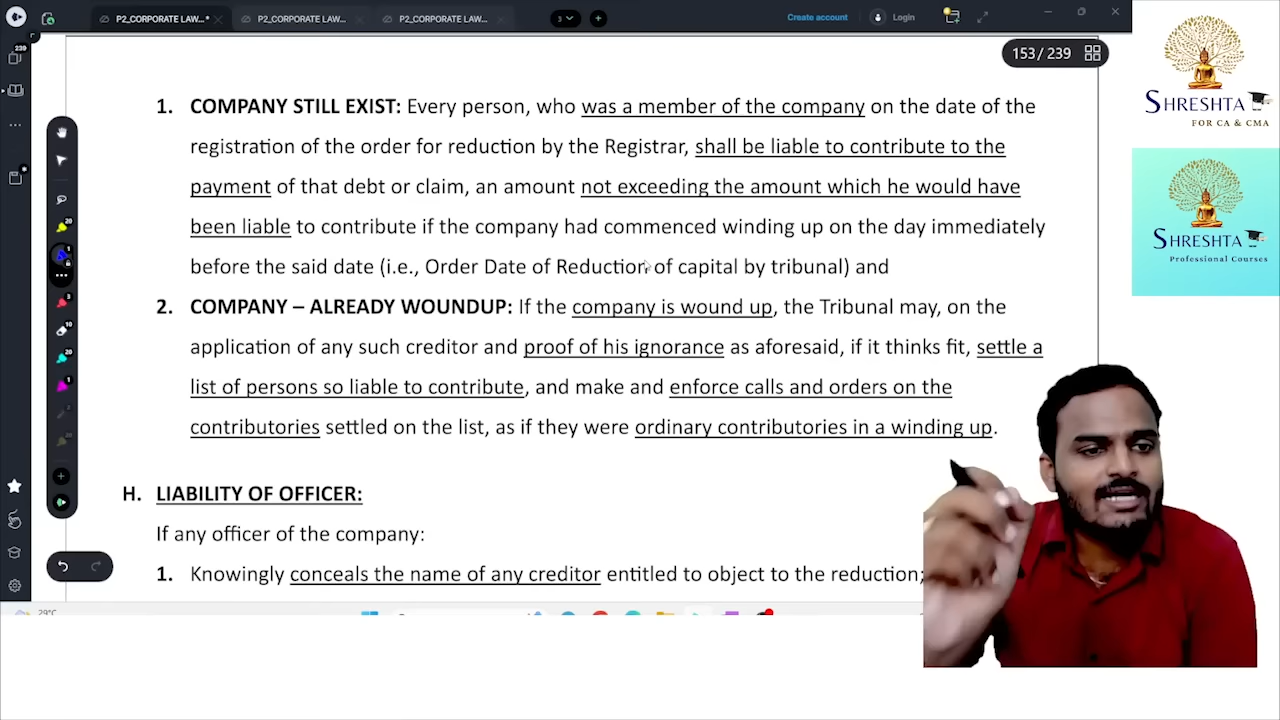 P2_CORPORATE LAW...*
P2_CORPORATE LAW...
P2_CORPORATE LAW...
3
Create account
Login
239
153/239
1. COMPANY STILL EXIST: Every person, who was a member of the company on the date of the
registration of the order for reduction by the Registrar, shall be liable to contribute to the
payment of that debt or claim, an amount not exceeding the amount which he would have
been liable to contribute if the company had commenced winding up on the day immediately
before the said date (i.e., Order Date of Reduction of capital by tribunal) and
2. COMPANY – ALREADY WOUNDUP: If the company is wound up, the Tribunal may, on the
application of any such creditor and proof of his ignorance as aforesaid, if it thinks fit, settle a
list of persons so liable to contribute, and make and enforce calls and orders on the
contributories settled on the list, as if they were ordinary contributories in a winding up.
H. LIABILITY OF OFFICER:
If any officer of the company:
1. Knowingly conceals the name of any creditor entitled to object to the reduction;
20
1
3
10
20
1
29°C
SHRESHTA
FOR CA & CMA
SHRESHTA
Professional Courses